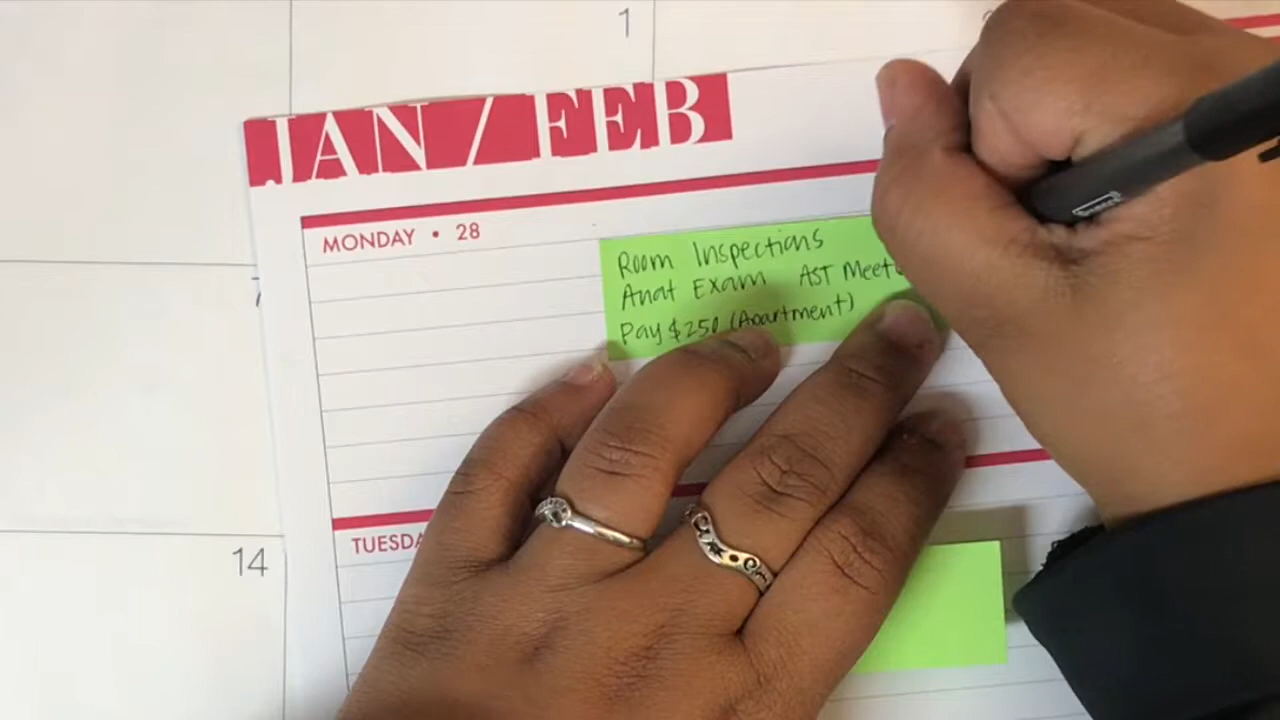 1
JAN / FEB
MONDAY • 28
Room Inspections
Anat Exam AST Meet
Pay $250 (Apartment)
TUESDA
14